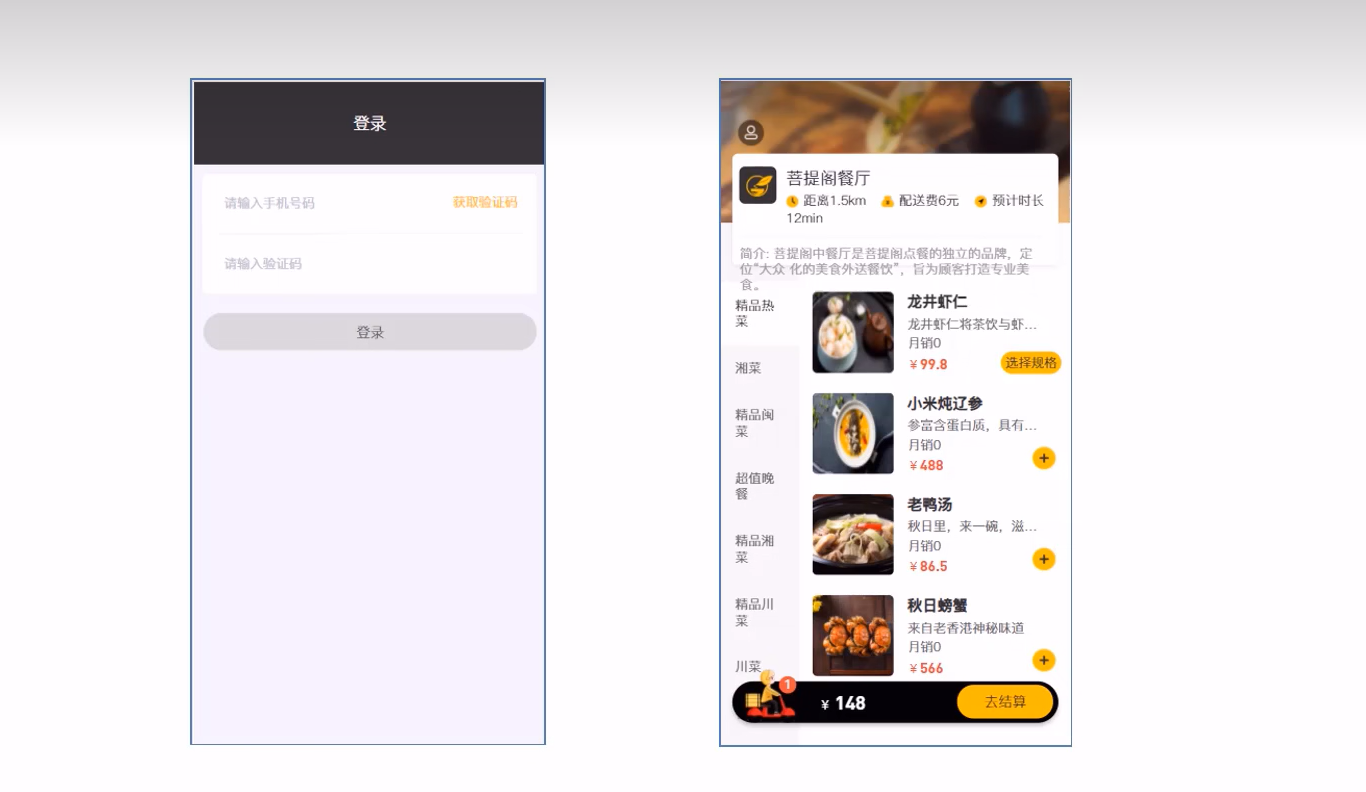 登录
请输入手机号码 获取验证码
请输入验证码
登录
菩提阁餐厅
距离1.5km 配送费6元 预计时长
12min
简介: 菩提阁中餐厅是菩提阁点餐的独立的品牌，定
位“大众 化的美食外送餐饮”，旨为顾客打造专业美
食。
精品热
菜
湘菜
精品闽
菜
超值晚
餐
精品湘
菜
精品川
菜
川菜
龙井虾仁
龙井虾仁将茶饮与虾...
月销0
￥99.8 选择规格
小米炖辽参
参富含蛋白质，具有...
月销0
￥488
老鸭汤
秋日里，来一碗，滋...
月销0
￥86.5
秋日螃蟹
来自老香港神秘味道
月销0
￥566
1
￥ 148 去结算